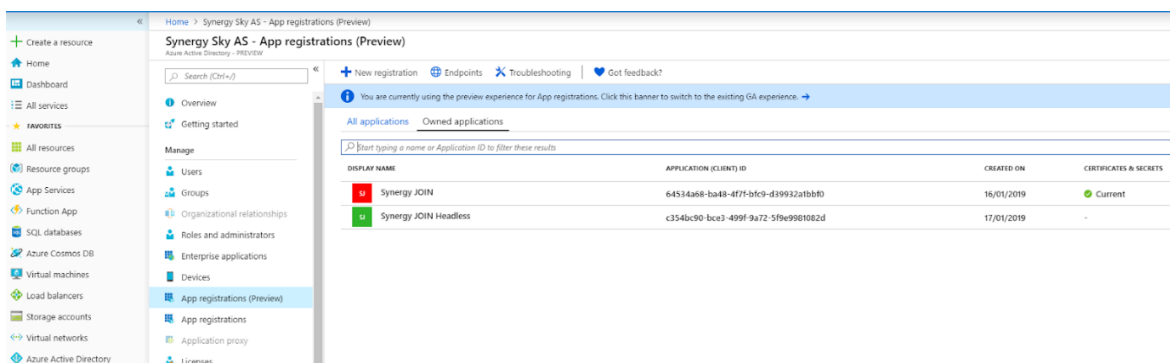 «
Create a resource
Home
Dashboard
All services
FAVORITES
All resources
Resource groups
App Services
Function App
SQL databases
Azure Cosmos DB
Virtual machines
Load balancers
Storage accounts
Virtual networks
Azure Active Directory
Home > Synergy Sky AS - App registrations (Preview)
Synergy Sky AS - App registrations (Preview)
Azure Active Directory - PREVIEW
Search (Ctrl+/)
«
Overview
Getting started
Manage
Users
Groups
Organizational relationships
Roles and administrators
Enterprise applications
Devices
App registrations (Preview)
App registrations
Application proxy
Licenses
New registration Endpoints Troubleshooting Got feedback?
You are currently using the preview experience for App registrations. Click this banner to switch to the existing GA experience. →
All applications Owned applications
Start typing a name or Application ID to filter these results
DISPLAY NAME APPLICATION (CLIENT) ID CREATED ON CERTIFICATES & SECRETS
SJ Synergy JOIN 64534a68-ba48-4f7f-bfc9-d39932a1bbf0 16/01/2019 Current
SJ Synergy JOIN Headless c354bc90-bce3-499f-9a72-5f9e9981082d 17/01/2019 -